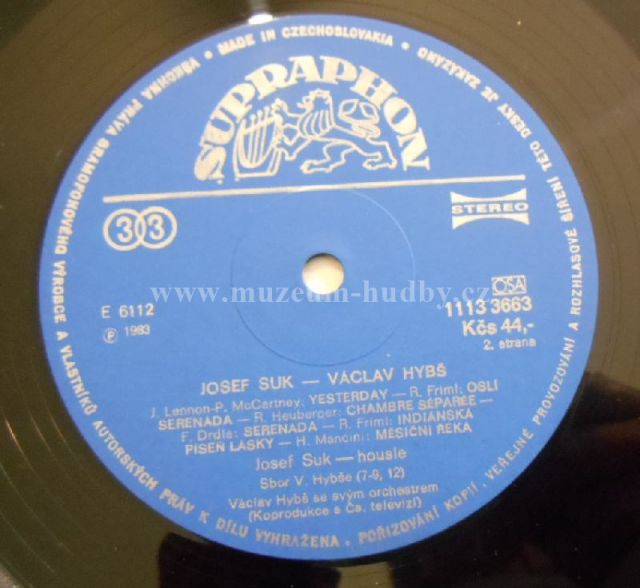 VŠECHNA PRÁVA GRAMOFONOVÉHO VÝROBCE A VLASTNÍKŮ AUTORSKÝCH PRÁV K DÍLU VYHRAŽENA. POŘIZOVÁNÍ KOPIÍ, VEŘEJNÉ PROVOZOVÁNÍ A ROZHLASOVÉ ŠÍŘENÍ TÉTO DESKY JE ZAKÁZÁNO • MADE IN CZECHOSLOVAKIA •
SUPRAPHON
33
STEREO
www.muzeum-hudby.cz
E 6112
Ⓟ 1983
OSA
1113 3663
Kčs 44,-
2. strana
JOSEF SUK — VÁCLAV HYBŠ
J. Lennon-P. McCartney: YESTERDAY — R. Friml: OSLÍ
SERENÁDA — R. Heuberger: CHAMBRE SÉPARÉE —
F. Drdla: SERENÁDA — R. Friml: INDIÁNSKÁ
PÍSEŇ LÁSKY — H. Mancini: MĚSÍČNÍ ŘEKA
Josef Suk — housle
Sbor V. Hybše (7-9, 12)
Václav Hybš se svým orchestrem
(Koprodukce s Čs. televizí)